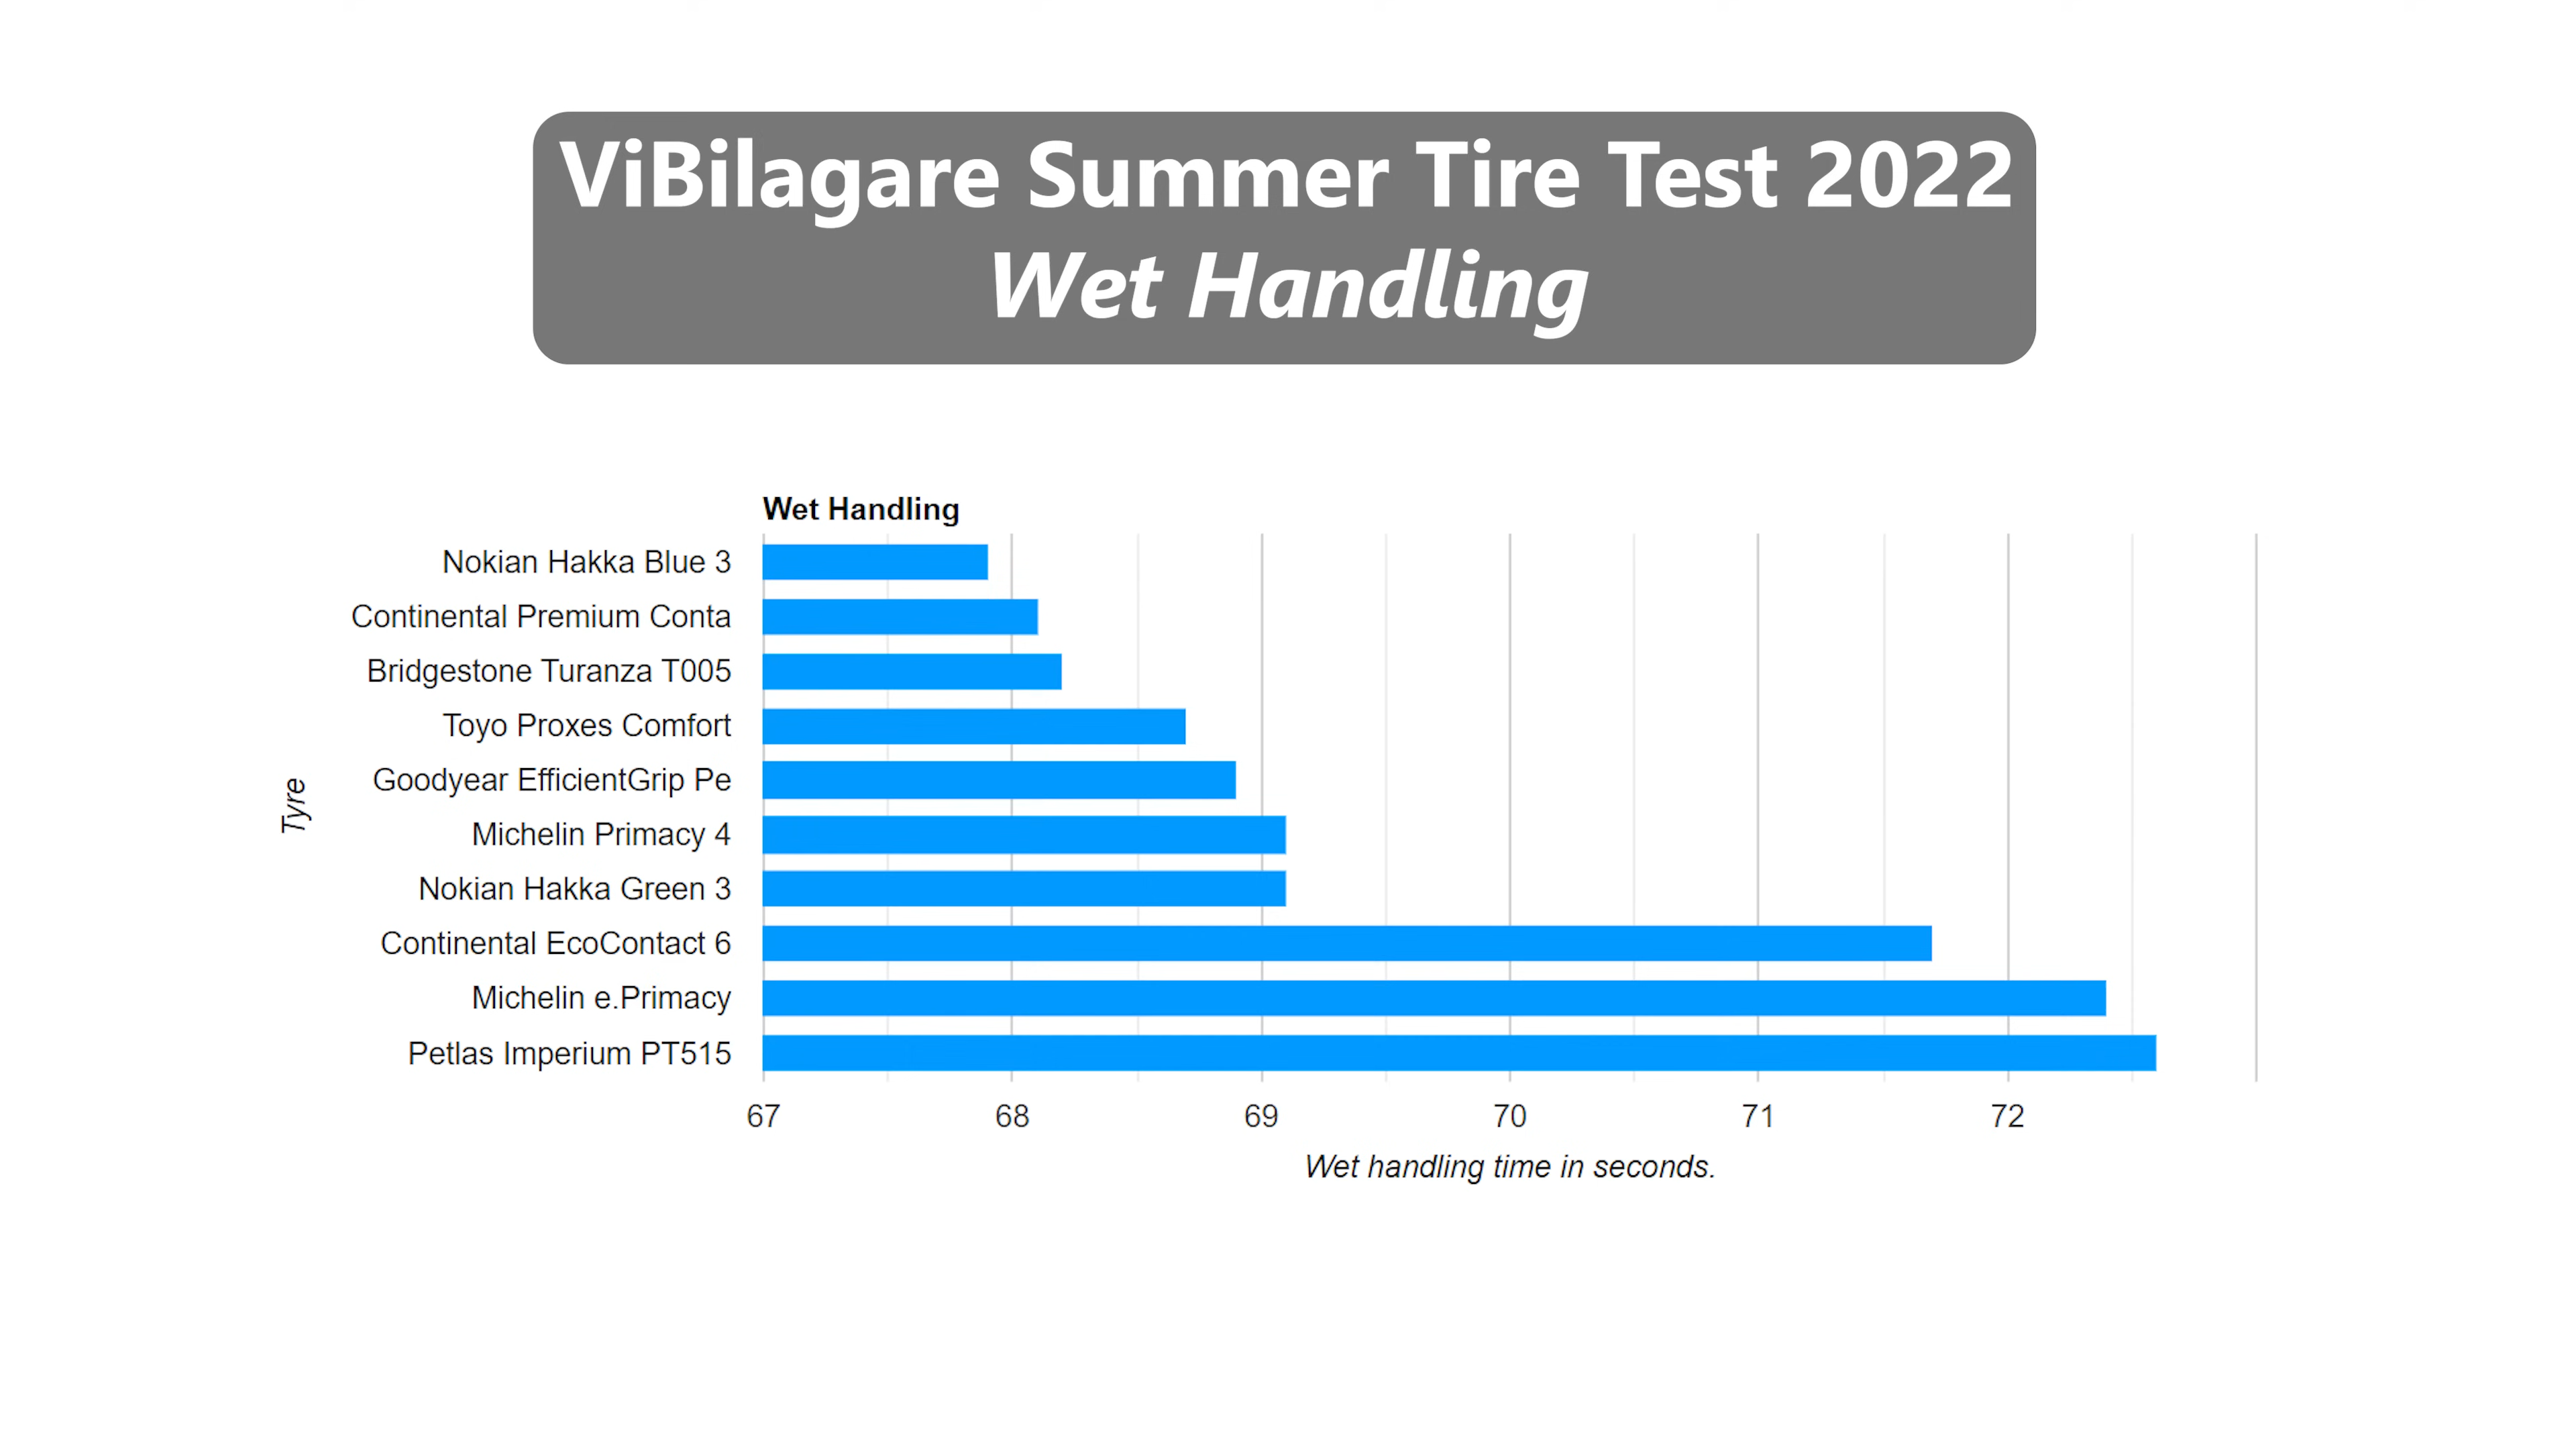 ViBilagare Summer Tire Test 2022
Wet Handling
Wet Handling
Nokian Hakka Blue 3
Continental Premium Conta
Bridgestone Turanza T005
Toyo Proxes Comfort
Goodyear EfficientGrip Pe
Michelin Primacy 4
Nokian Hakka Green 3
Continental EcoContact 6
Michelin e.Primacy
Petlas Imperium PT515
Tyre
67 68 69 70 71 72
Wet handling time in seconds.